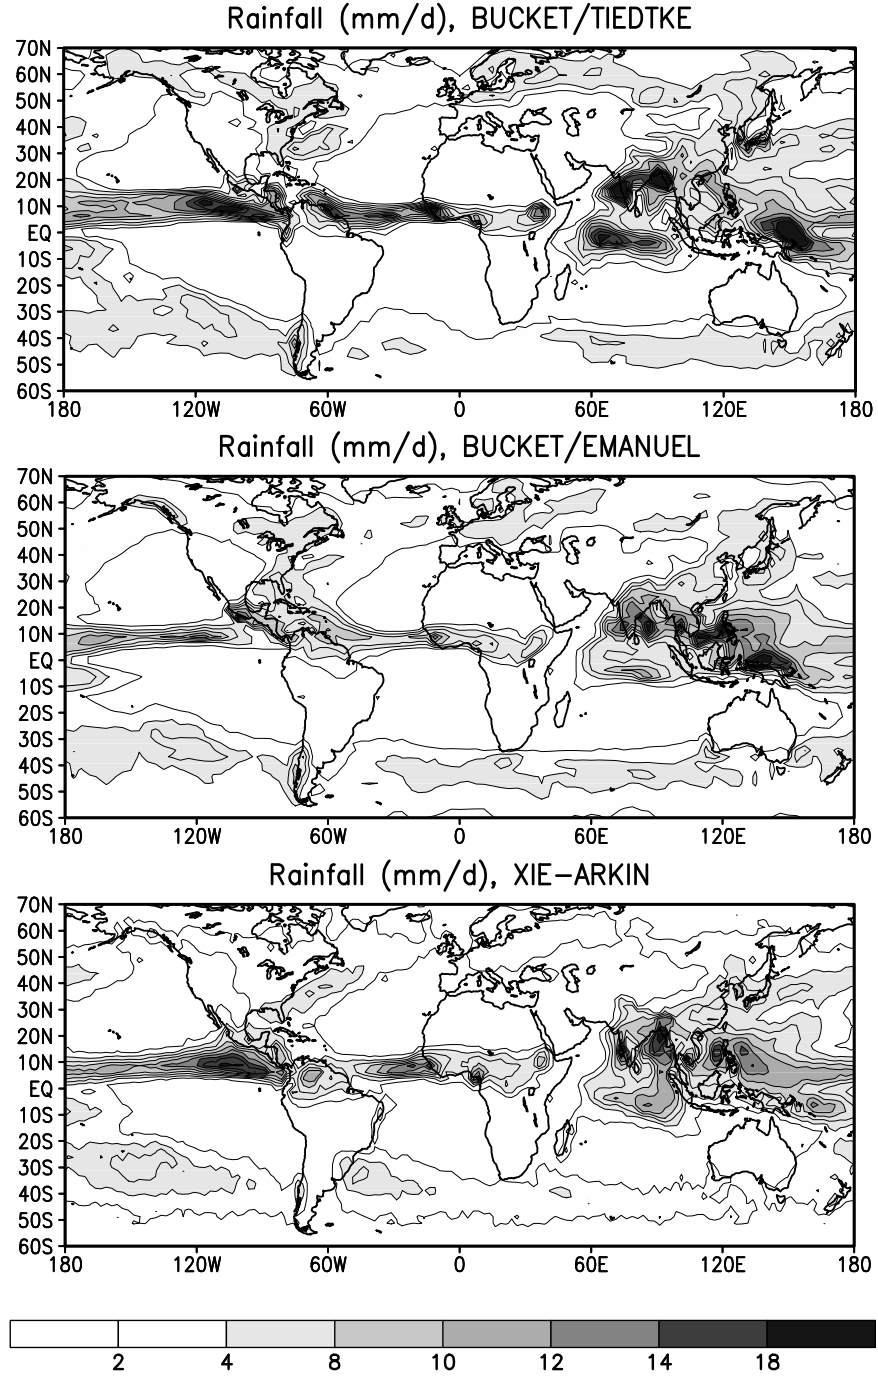 Rainfall (mm/d), BUCKET/TIEDTKE
70N
60N
50N
40N
30N
20N
10N
EQ
10S
20S
30S
40S
50S
60S
180 120W 60W 0 60E 120E 180
Rainfall (mm/d), BUCKET/EMANUEL
70N
60N
50N
40N
30N
20N
10N
EQ
10S
20S
30S
40S
50S
60S
180 120W 60W 0 60E 120E 180
Rainfall (mm/d), XIE-ARKIN
70N
60N
50N
40N
30N
20N
10N
EQ
10S
20S
30S
40S
50S
60S
180 120W 60W 0 60E 120E 180
2 4 8 10 12 14 18